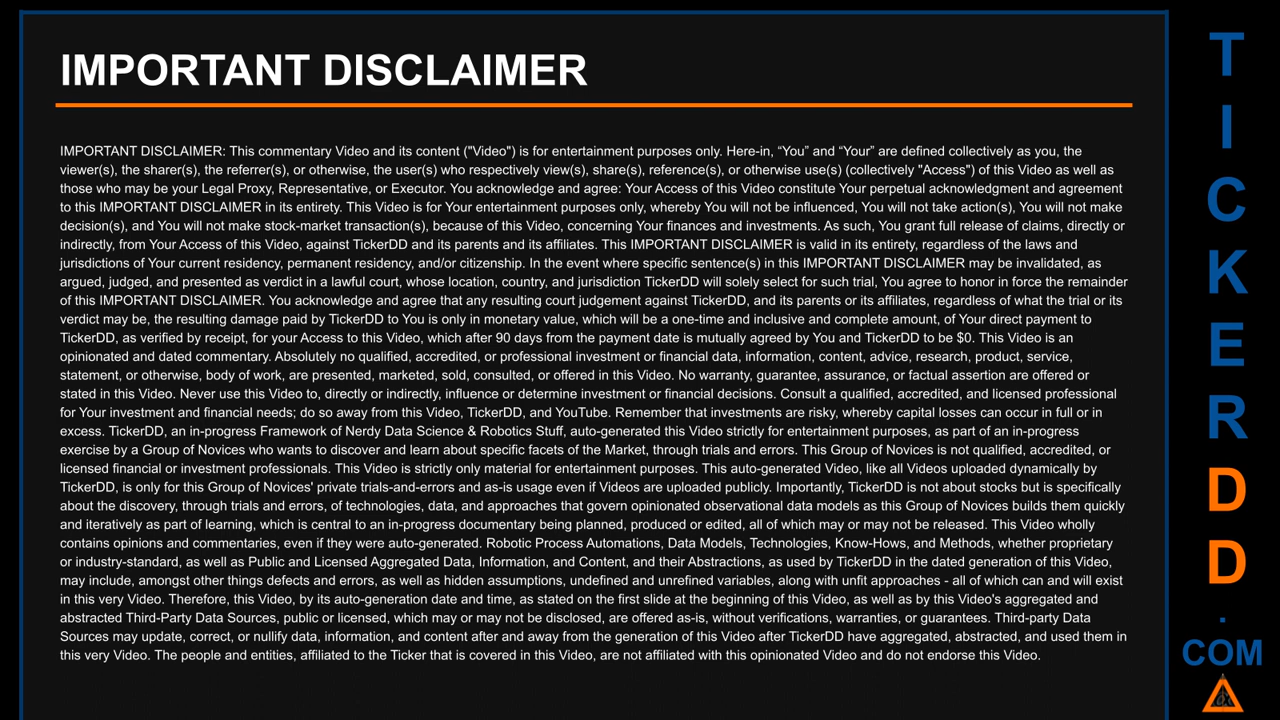 IMPORTANT DISCLAIMER
IMPORTANT DISCLAIMER: This commentary Video and its content ("Video") is for entertainment purposes only. Here-in, “You” and “Your” are defined collectively as you, the
viewer(s), the sharer(s), the referrer(s), or otherwise, the user(s) who respectively view(s), share(s), reference(s), or otherwise use(s) (collectively "Access") of this Video as well as
those who may be your Legal Proxy, Representative, or Executor. You acknowledge and agree: Your Access of this Video constitute Your perpetual acknowledgment and agreement
to this IMPORTANT DISCLAIMER in its entirety. This Video is for Your entertainment purposes only, whereby You will not be influenced, You will not take action(s), You will not make
decision(s), and You will not make stock-market transaction(s), because of this Video, concerning Your finances and investments. As such, You grant full release of claims, directly or
indirectly, from Your Access of this Video, against TickerDD and its parents and its affiliates. This IMPORTANT DISCLAIMER is valid in its entirety, regardless of the laws and
jurisdictions of Your current residency, permanent residency, and/or citizenship. In the event where specific sentence(s) in this IMPORTANT DISCLAIMER may be invalidated, as
argued, judged, and presented as verdict in a lawful court, whose location, country, and jurisdiction TickerDD will solely select for such trial, You agree to honor in force the remainder
of this IMPORTANT DISCLAIMER. You acknowledge and agree that any resulting court judgement against TickerDD, and its parents or its affiliates, regardless of what the trial or its
verdict may be, the resulting damage paid by TickerDD to You is only in monetary value, which will be a one-time and inclusive and complete amount, of Your direct payment to
TickerDD, as verified by receipt, for your Access to this Video, which after 90 days from the payment date is mutually agreed by You and TickerDD to be $0. This Video is an
opinionated and dated commentary. Absolutely no qualified, accredited, or professional investment or financial data, information, content, advice, research, product, service,
statement, or otherwise, body of work, are presented, marketed, sold, consulted, or offered in this Video. No warranty, guarantee, assurance, or factual assertion are offered or
stated in this Video. Never use this Video to, directly or indirectly, influence or determine investment or financial decisions. Consult a qualified, accredited, and licensed professional
for Your investment and financial needs; do so away from this Video, TickerDD, and YouTube. Remember that investments are risky, whereby capital losses can occur in full or in
excess. TickerDD, an in-progress Framework of Nerdy Data Science & Robotics Stuff, auto-generated this Video strictly for entertainment purposes, as part of an in-progress
exercise by a Group of Novices who wants to discover and learn about specific facets of the Market, through trials and errors. This Group of Novices is not qualified, accredited, or
licensed financial or investment professionals. This Video is strictly only material for entertainment purposes. This auto-generated Video, like all Videos uploaded dynamically by
TickerDD, is only for this Group of Novices' private trials-and-errors and as-is usage even if Videos are uploaded publicly. Importantly, TickerDD is not about stocks but is specifically
about the discovery, through trials and errors, of technologies, data, and approaches that govern opinionated observational data models as this Group of Novices builds them quickly
and iteratively as part of learning, which is central to an in-progress documentary being planned, produced or edited, all of which may or may not be released. This Video wholly
contains opinions and commentaries, even if they were auto-generated. Robotic Process Automations, Data Models, Technologies, Know-Hows, and Methods, whether proprietary
or industry-standard, as well as Public and Licensed Aggregated Data, Information, and Content, and their Abstractions, as used by TickerDD in the dated generation of this Video,
may include, amongst other things defects and errors, as well as hidden assumptions, undefined and unrefined variables, along with unfit approaches - all of which can and will exist
in this very Video. Therefore, this Video, by its auto-generation date and time, as stated on the first slide at the beginning of this Video, as well as by this Video's aggregated and
abstracted Third-Party Data Sources, public or licensed, which may or may not be disclosed, are offered as-is, without verifications, warranties, or guarantees. Third-party Data
Sources may update, correct, or nullify data, information, and content after and away from the generation of this Video after TickerDD have aggregated, abstracted, and used them in
this very Video. The people and entities, affiliated to the Ticker that is covered in this Video, are not affiliated with this opinionated Video and do not endorse this Video.
T
I
C
K
E
R
D
D
.
COM